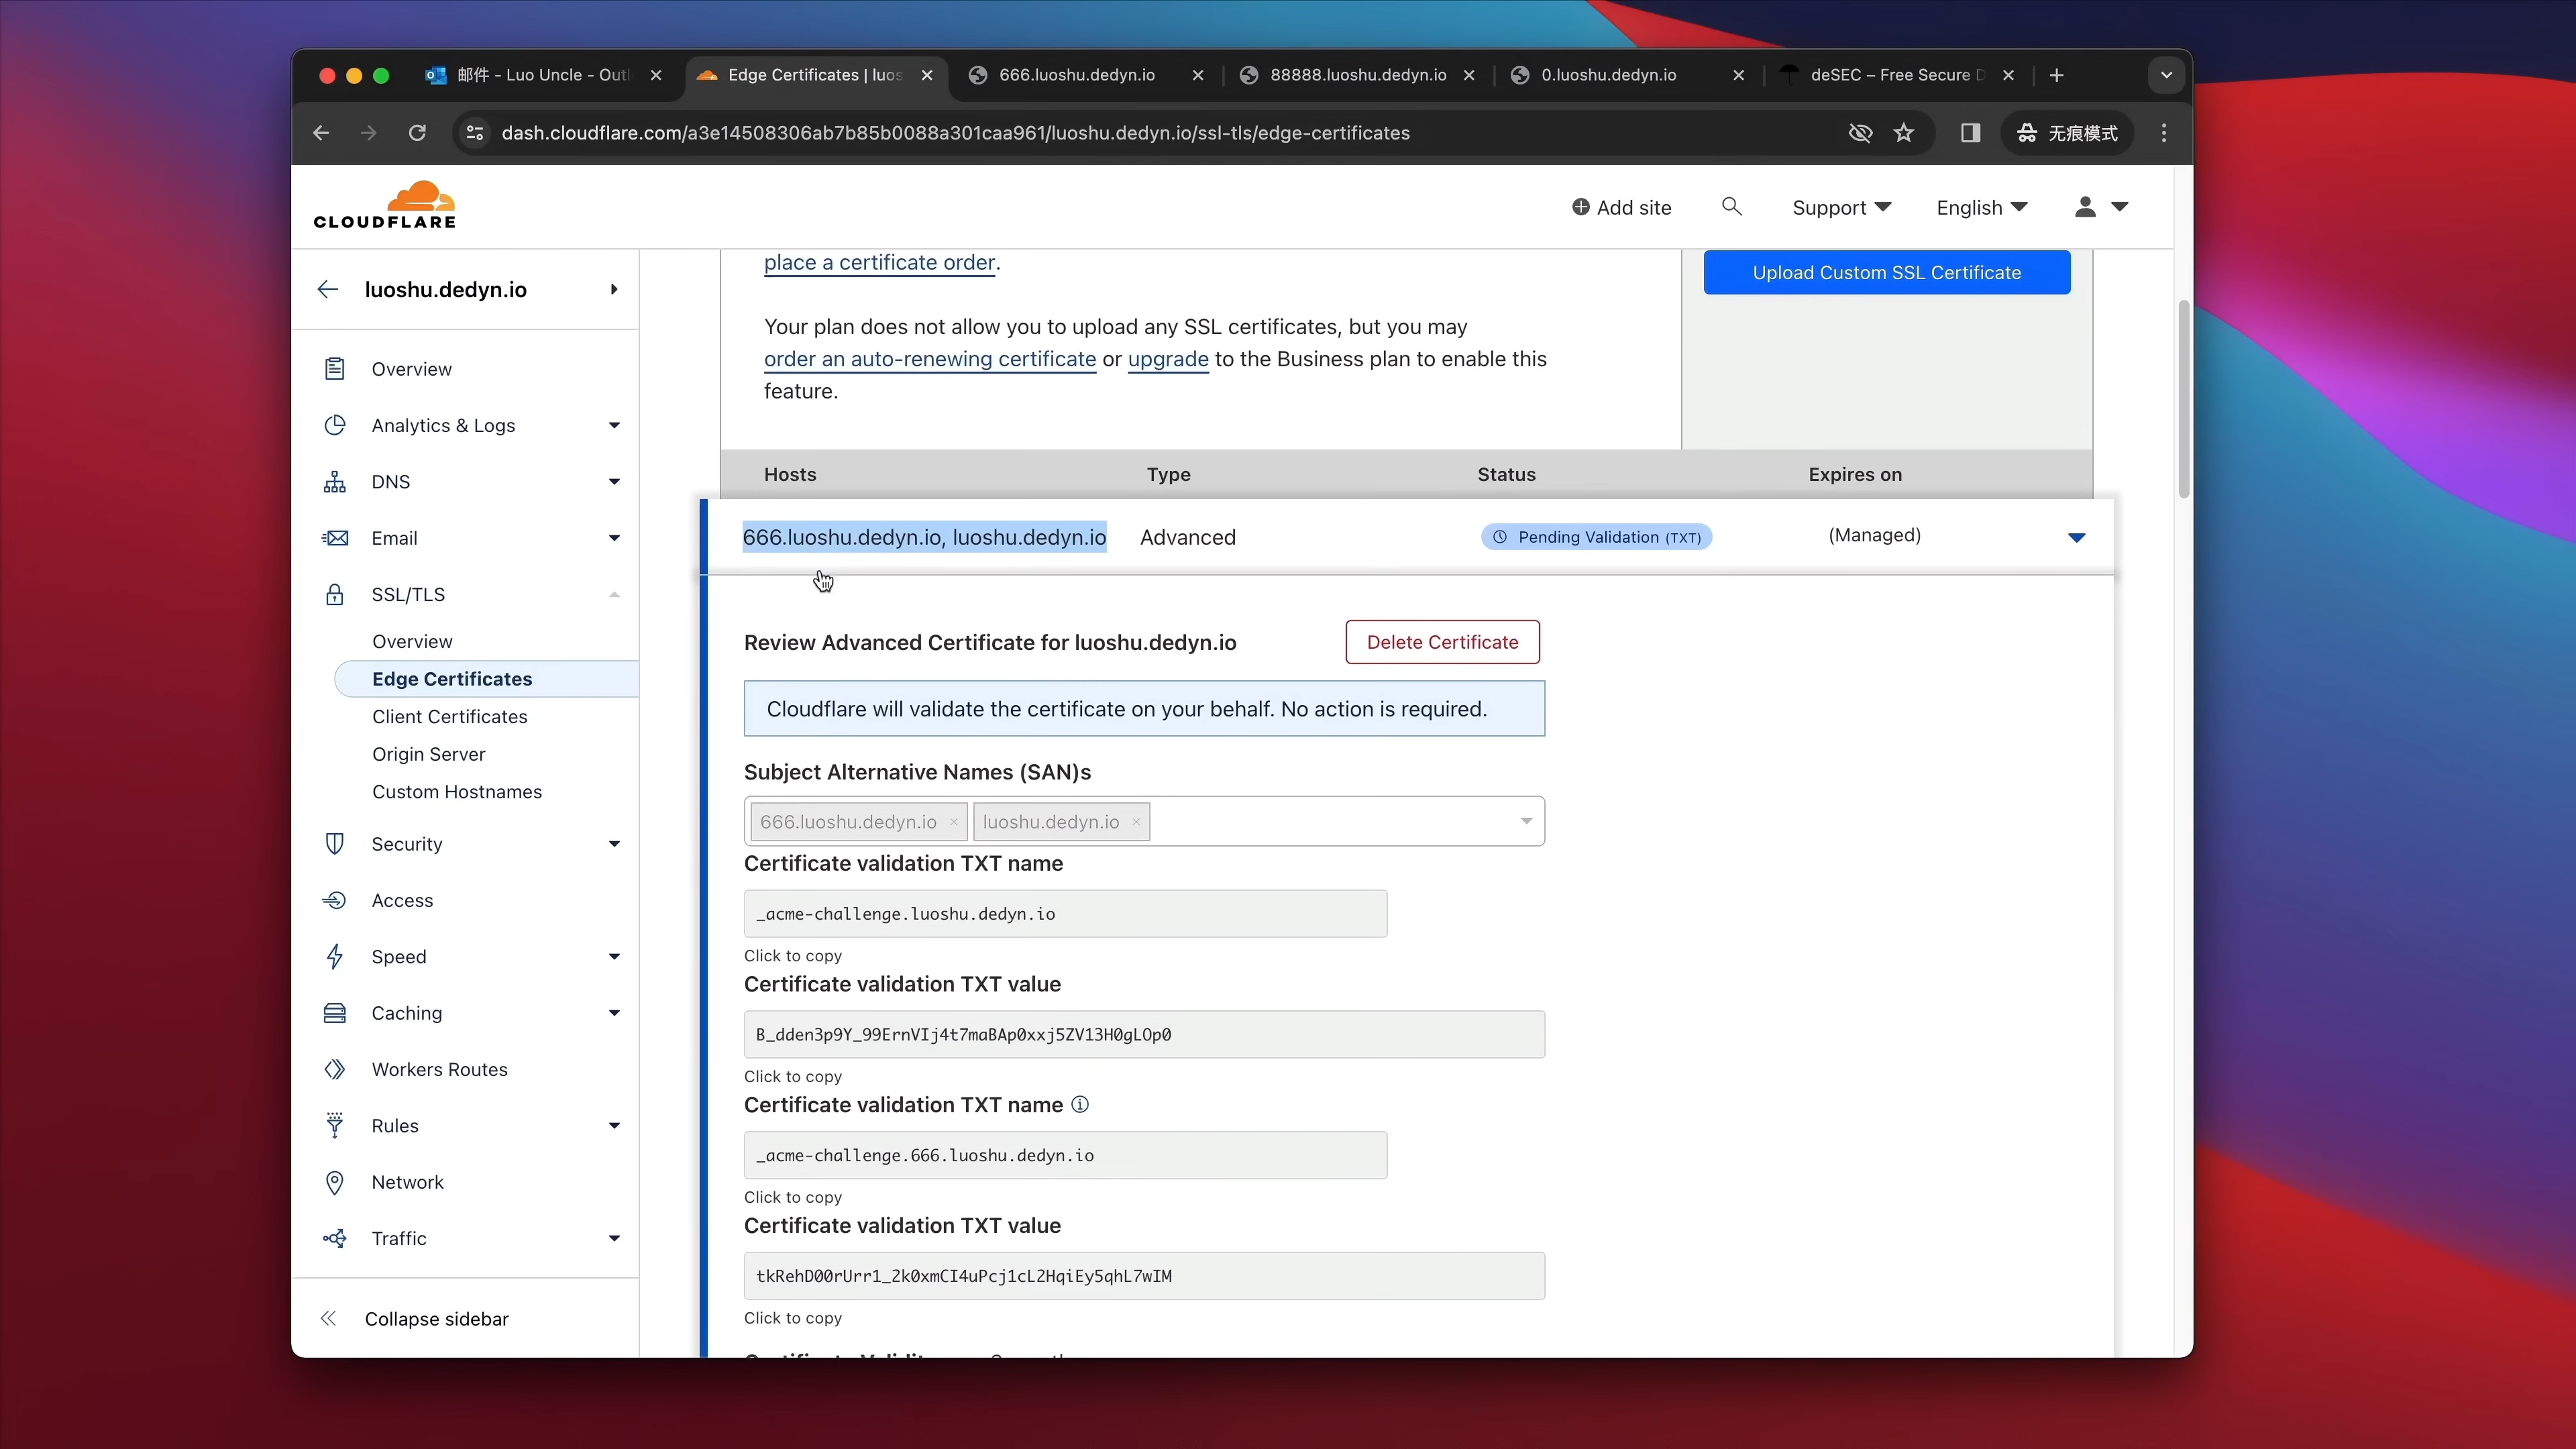 邮件 - Luo Uncle - Outl
Edge Certificates | luos
666.luoshu.dedyn.io
88888.luoshu.dedyn.io
0.luoshu.dedyn.io
deSEC – Free Secure D
dash.cloudflare.com/a3e14508306ab7b85b0088a301caa961/luoshu.dedyn.io/ssl-tls/edge-certificates
无痕模式
CLOUDFLARE
Add site
Support
English
luoshu.dedyn.io
Overview
Analytics & Logs
DNS
Email
SSL/TLS
Overview
Edge Certificates
Client Certificates
Origin Server
Custom Hostnames
Security
Access
Speed
Caching
Workers Routes
Rules
Network
Traffic
Collapse sidebar
place a certificate order.
Upload Custom SSL Certificate
Your plan does not allow you to upload any SSL certificates, but you may
order an auto-renewing certificate or upgrade to the Business plan to enable this
feature.
Hosts Type Status Expires on
666.luoshu.dedyn.io, luoshu.dedyn.io Advanced Pending Validation (TXT) (Managed)
Review Advanced Certificate for luoshu.dedyn.io
Delete Certificate
Cloudflare will validate the certificate on your behalf. No action is required.
Subject Alternative Names (SAN)s
666.luoshu.dedyn.io × luoshu.dedyn.io ×
Certificate validation TXT name
_acme-challenge.luoshu.dedyn.io
Click to copy
Certificate validation TXT value
B_dden3p9Y_99ErnVIj4t7maBAp0xxj5ZV13H0gLOp0
Click to copy
Certificate validation TXT name
_acme-challenge.666.luoshu.dedyn.io
Click to copy
Certificate validation TXT value
tkRehD00rUrr1_2k0xmCI4uPcj1cL2HqiEy5qhL7wIM
Click to copy